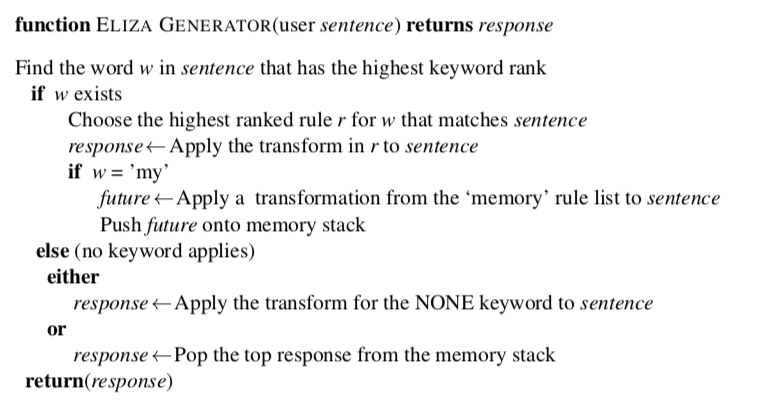 function ELIZA GENERATOR(user sentence) returns response
Find the word w in sentence that has the highest keyword rank
if w exists
Choose the highest ranked rule r for w that matches sentence
response ← Apply the transform in r to sentence
if w = 'my'
future ← Apply a transformation from the ‘memory’ rule list to sentence
Push future onto memory stack
else (no keyword applies)
either
response ← Apply the transform for the NONE keyword to sentence
or
response ← Pop the top response from the memory stack
return(response)